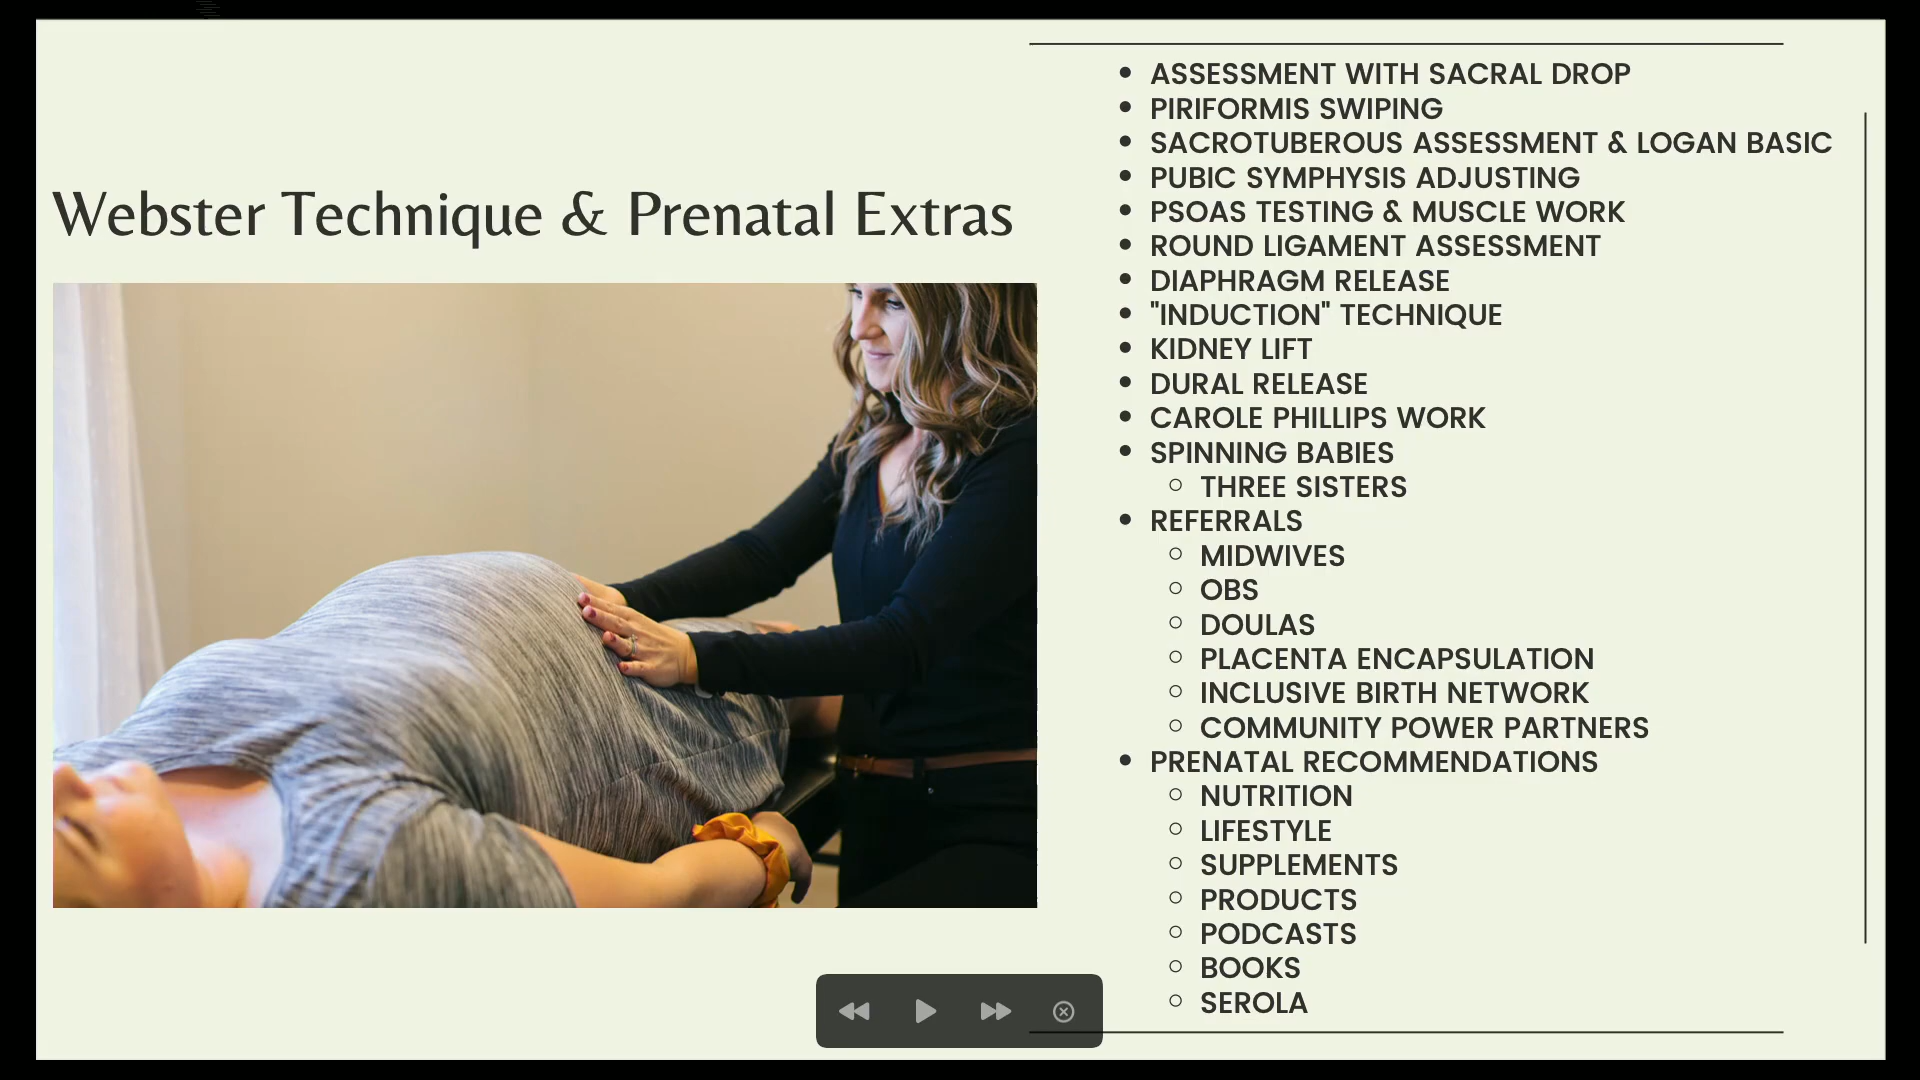 Webster Technique & Prenatal Extras
ASSESSMENT WITH SACRAL DROP
PIRIFORMIS SWIPING
SACROTUBEROUS ASSESSMENT & LOGAN BASIC
PUBIC SYMPHYSIS ADJUSTING
PSOAS TESTING & MUSCLE WORK
ROUND LIGAMENT ASSESSMENT
DIAPHRAGM RELEASE
"INDUCTION" TECHNIQUE
KIDNEY LIFT
DURAL RELEASE
CAROLE PHILLIPS WORK
SPINNING BABIES
THREE SISTERS
REFERRALS
MIDWIVES
OBS
DOULAS
PLACENTA ENCAPSULATION
INCLUSIVE BIRTH NETWORK
COMMUNITY POWER PARTNERS
PRENATAL RECOMMENDATIONS
NUTRITION
LIFESTYLE
SUPPLEMENTS
PRODUCTS
PODCASTS
BOOKS
SEROLA